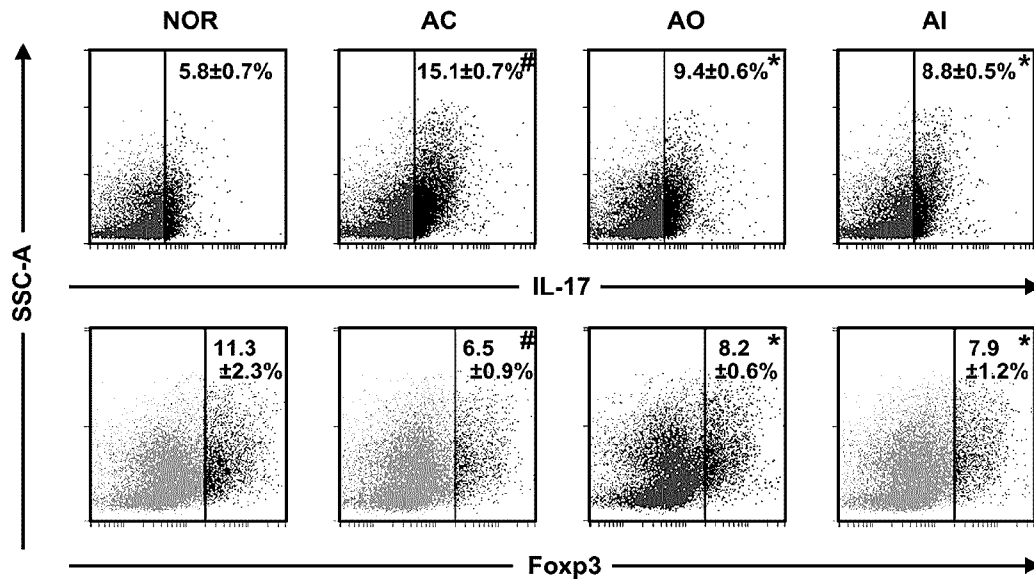 NOR AC AO AI
5.8±0.7% 15.1±0.7%# 9.4±0.6%* 8.8±0.5%*
SSC-A
IL-17
11.3 6.5 # 8.2 * 7.9 *
±2.3% ±0.9% ±0.6% ±1.2%
Foxp3